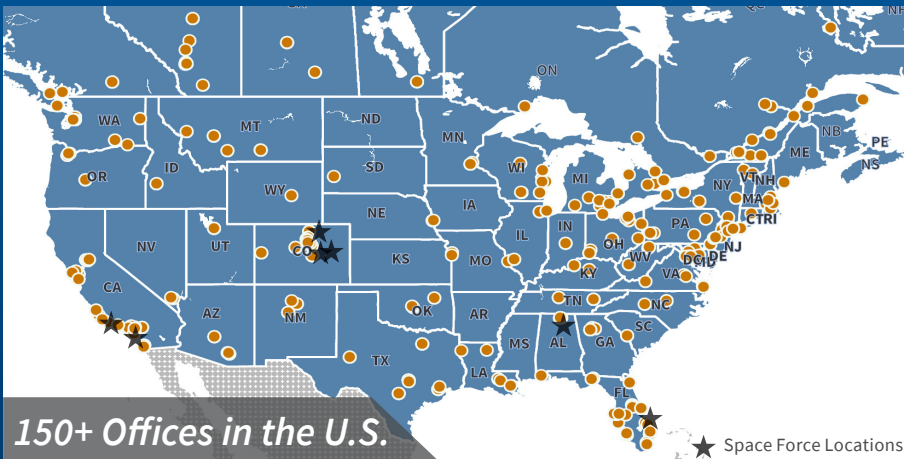 QC
ON
WA
MT
ND
MN
NB
PE
ME
NS
OR
ID
SD
WI
MI
NY
VT
NH
MA
WY
IA
CT
RI
NE
PA
NV
UT
CO
IL
IN
OH
NJ
KS
MO
WV
DC
MD
DE
KY
VA
CA
AZ
NM
OK
AR
TN
NC
SC
MS
AL
GA
TX
LA
FL
150+ Offices in the U.S.
Space Force Locations